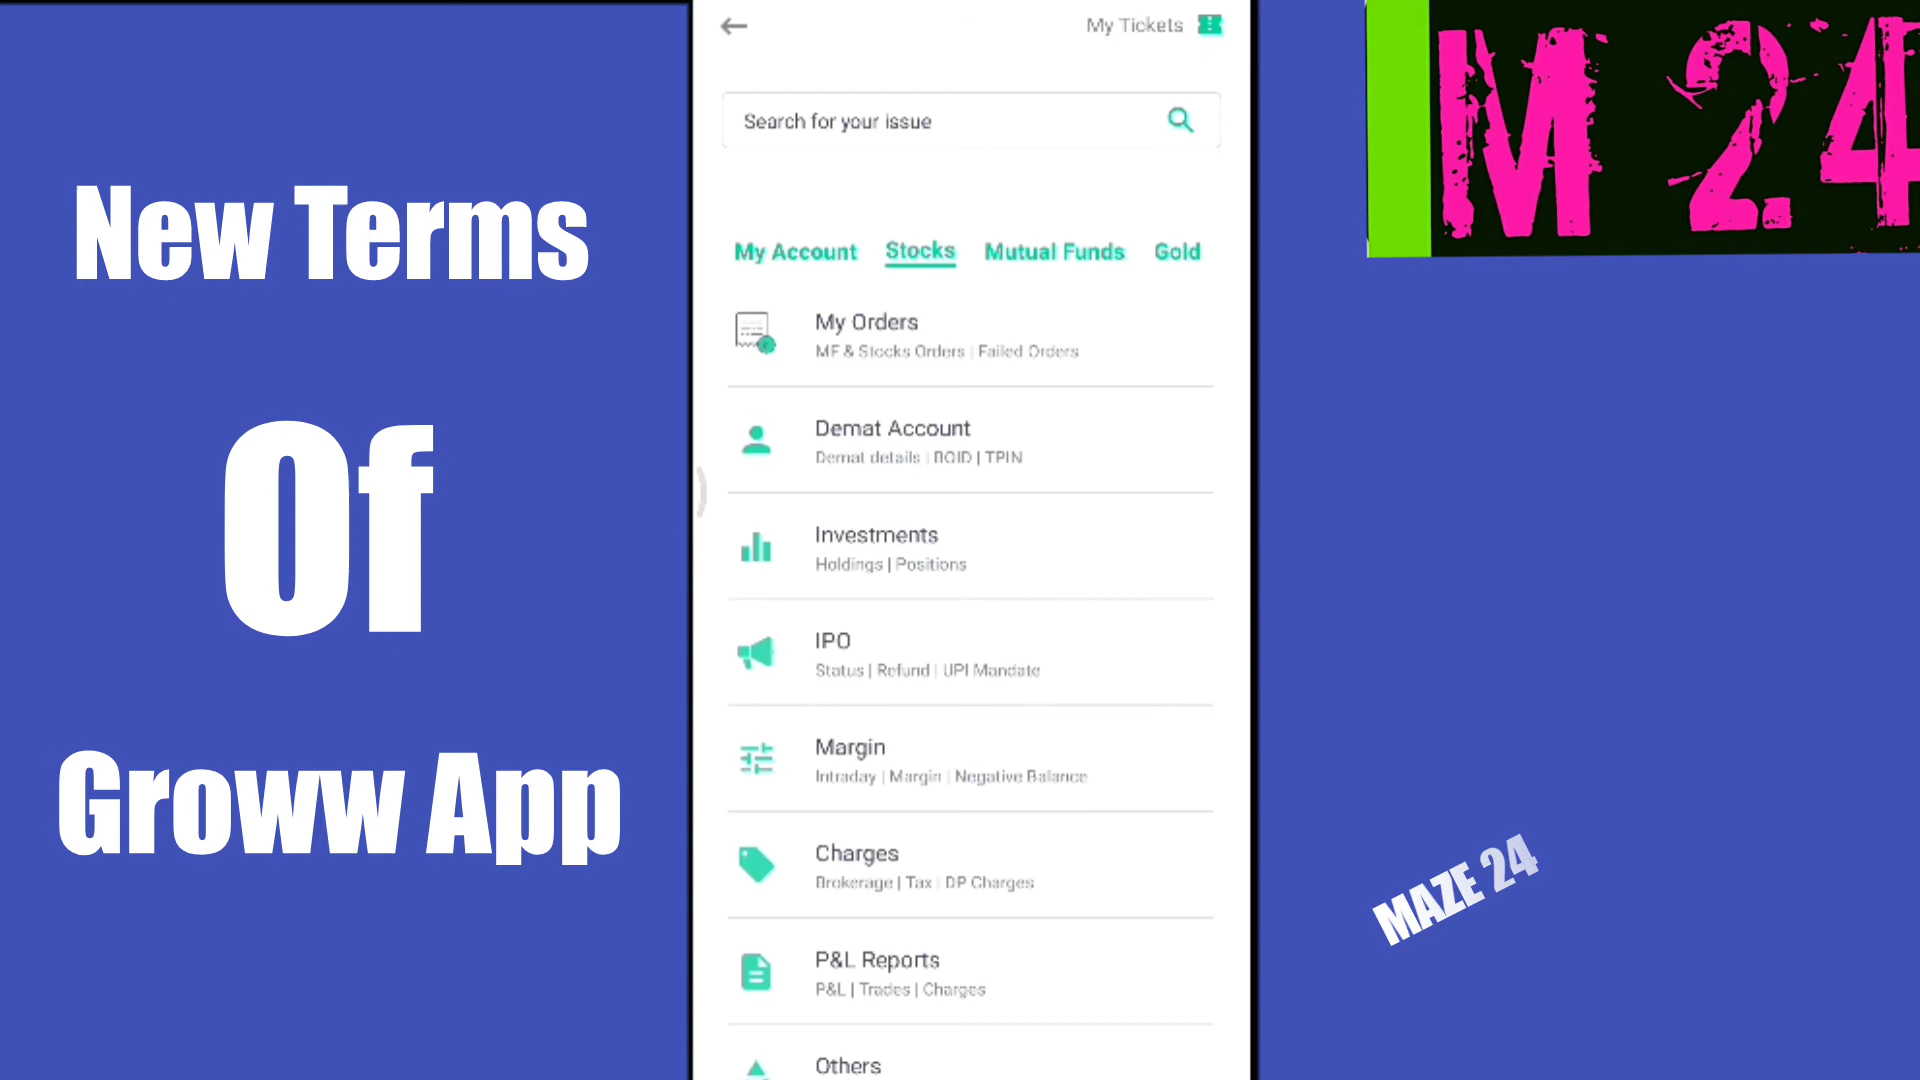 New Terms
Of
Groww App
My Tickets
Search for your issue
My Account Stocks Mutual Funds Gold
My Orders
MF & Stocks Orders | Failed Orders
Demat Account
Demat details | BOID | TPIN
Investments
Holdings | Positions
IPO
Status | Refund | UPI Mandate
Margin
Intraday | Margin | Negative Balance
Charges
Brokerage | Tax | DP Charges
P&L Reports
P&L | Trades | Charges
Others
M 24
MAZE 24